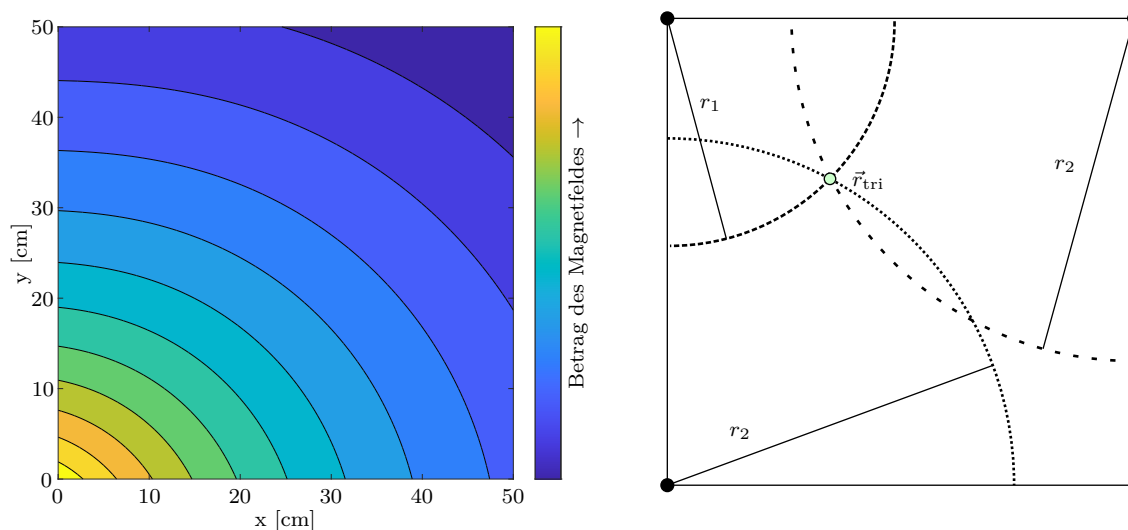 50
40
30
20
10
0
y [cm]
0
10
20
30
40
50
x [cm]
Betrag des Magnetfeldes →
r₁
r⃗tri
r₂
r₂